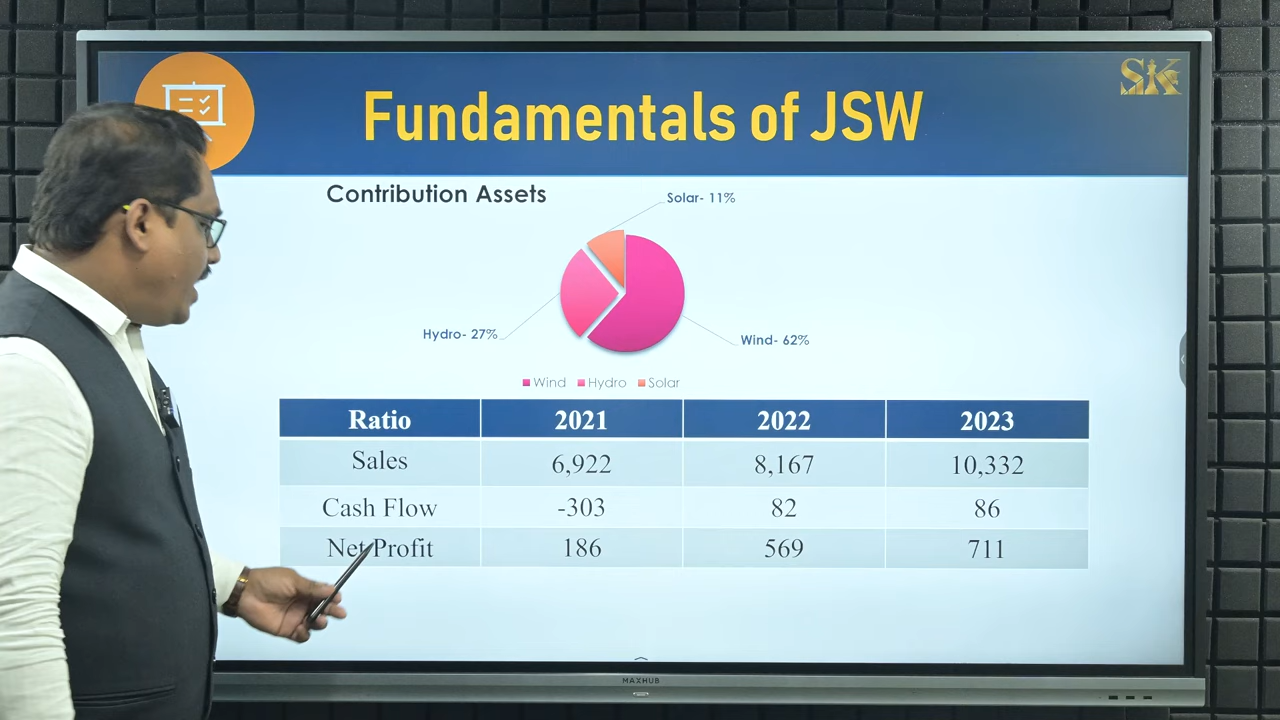 SK
Fundamentals of JSW
Contribution Assets
Solar- 11%
Hydro- 27%
Wind- 62%
Wind Hydro Solar
Ratio 2021 2022 2023
Sales 6,922 8,167 10,332
Cash Flow -303 82 86
Net Profit 186 569 711
MAXHUB